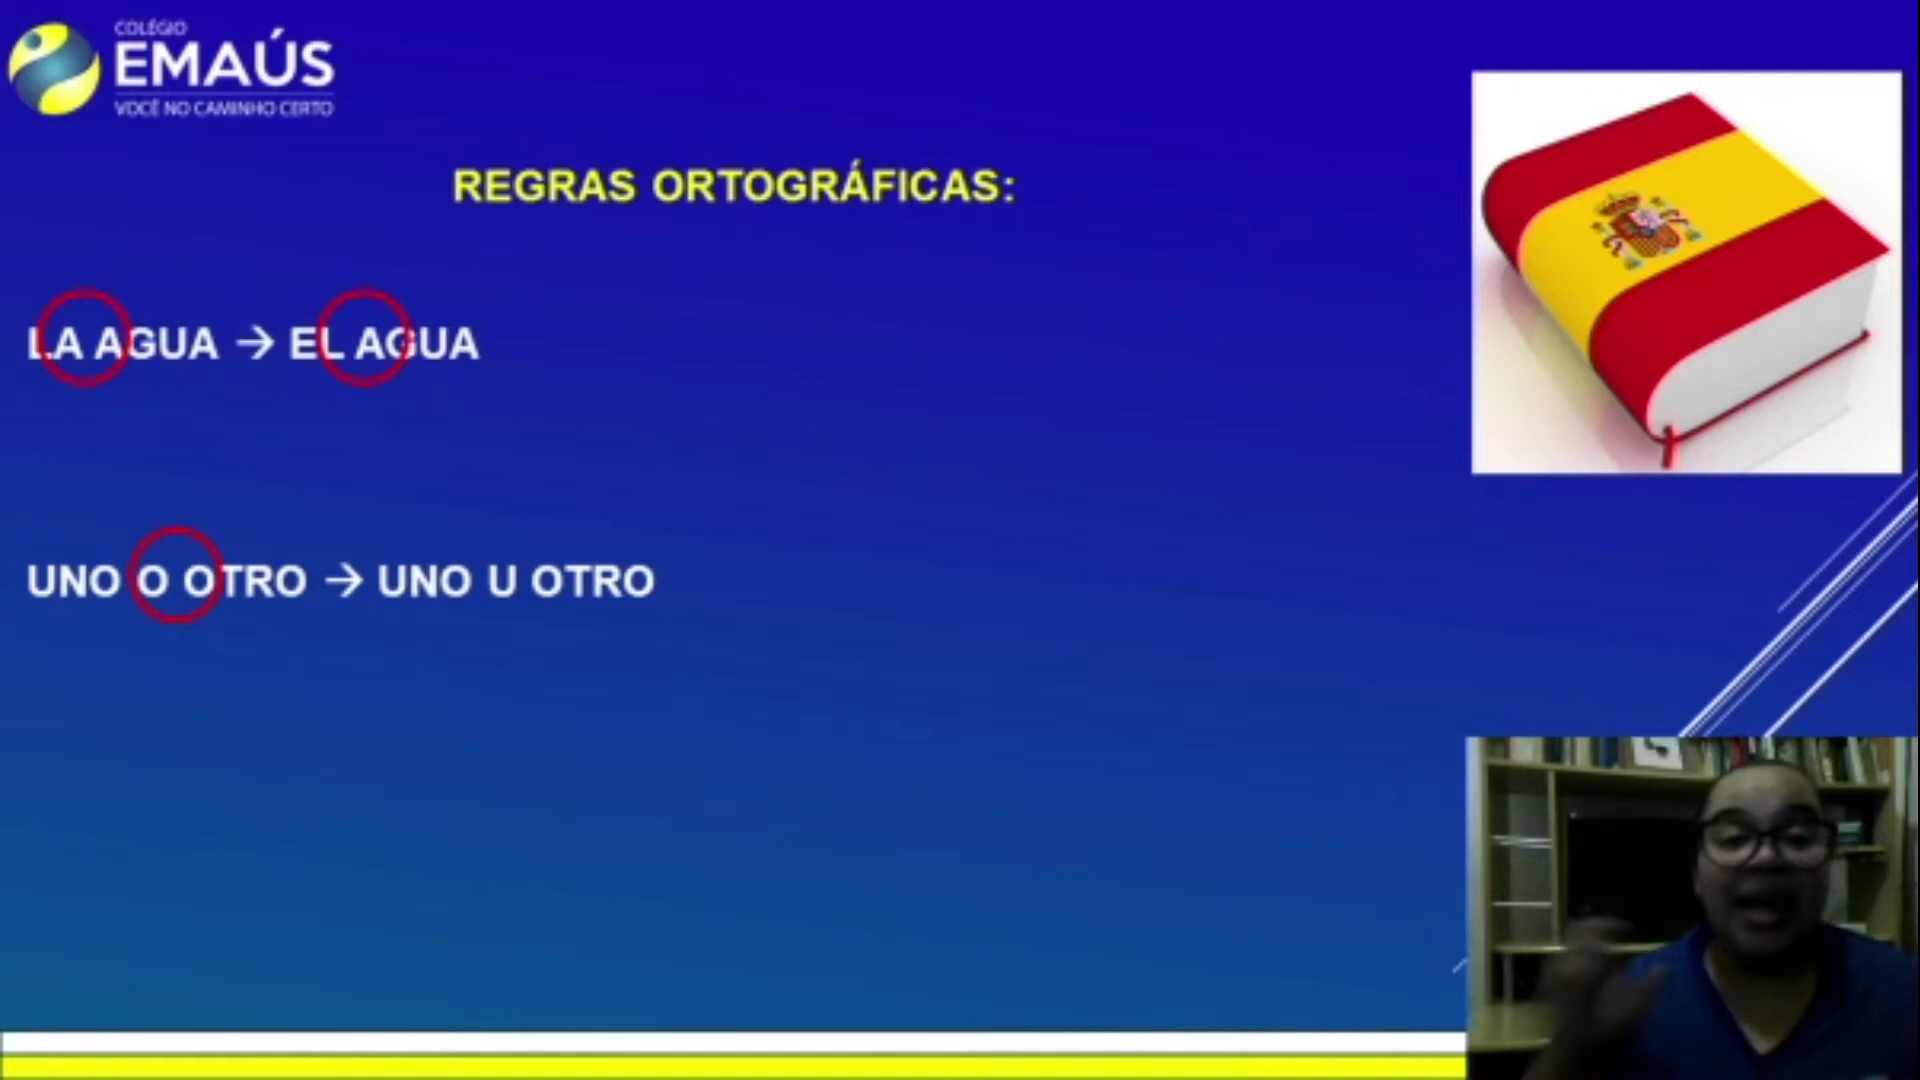 COLÉGIO
EMAÚS
VOCÊ NO CAMINHO CERTO
REGRAS ORTOGRÁFICAS:
LA AGUA → EL AGUA
UNO O OTRO → UNO U OTRO